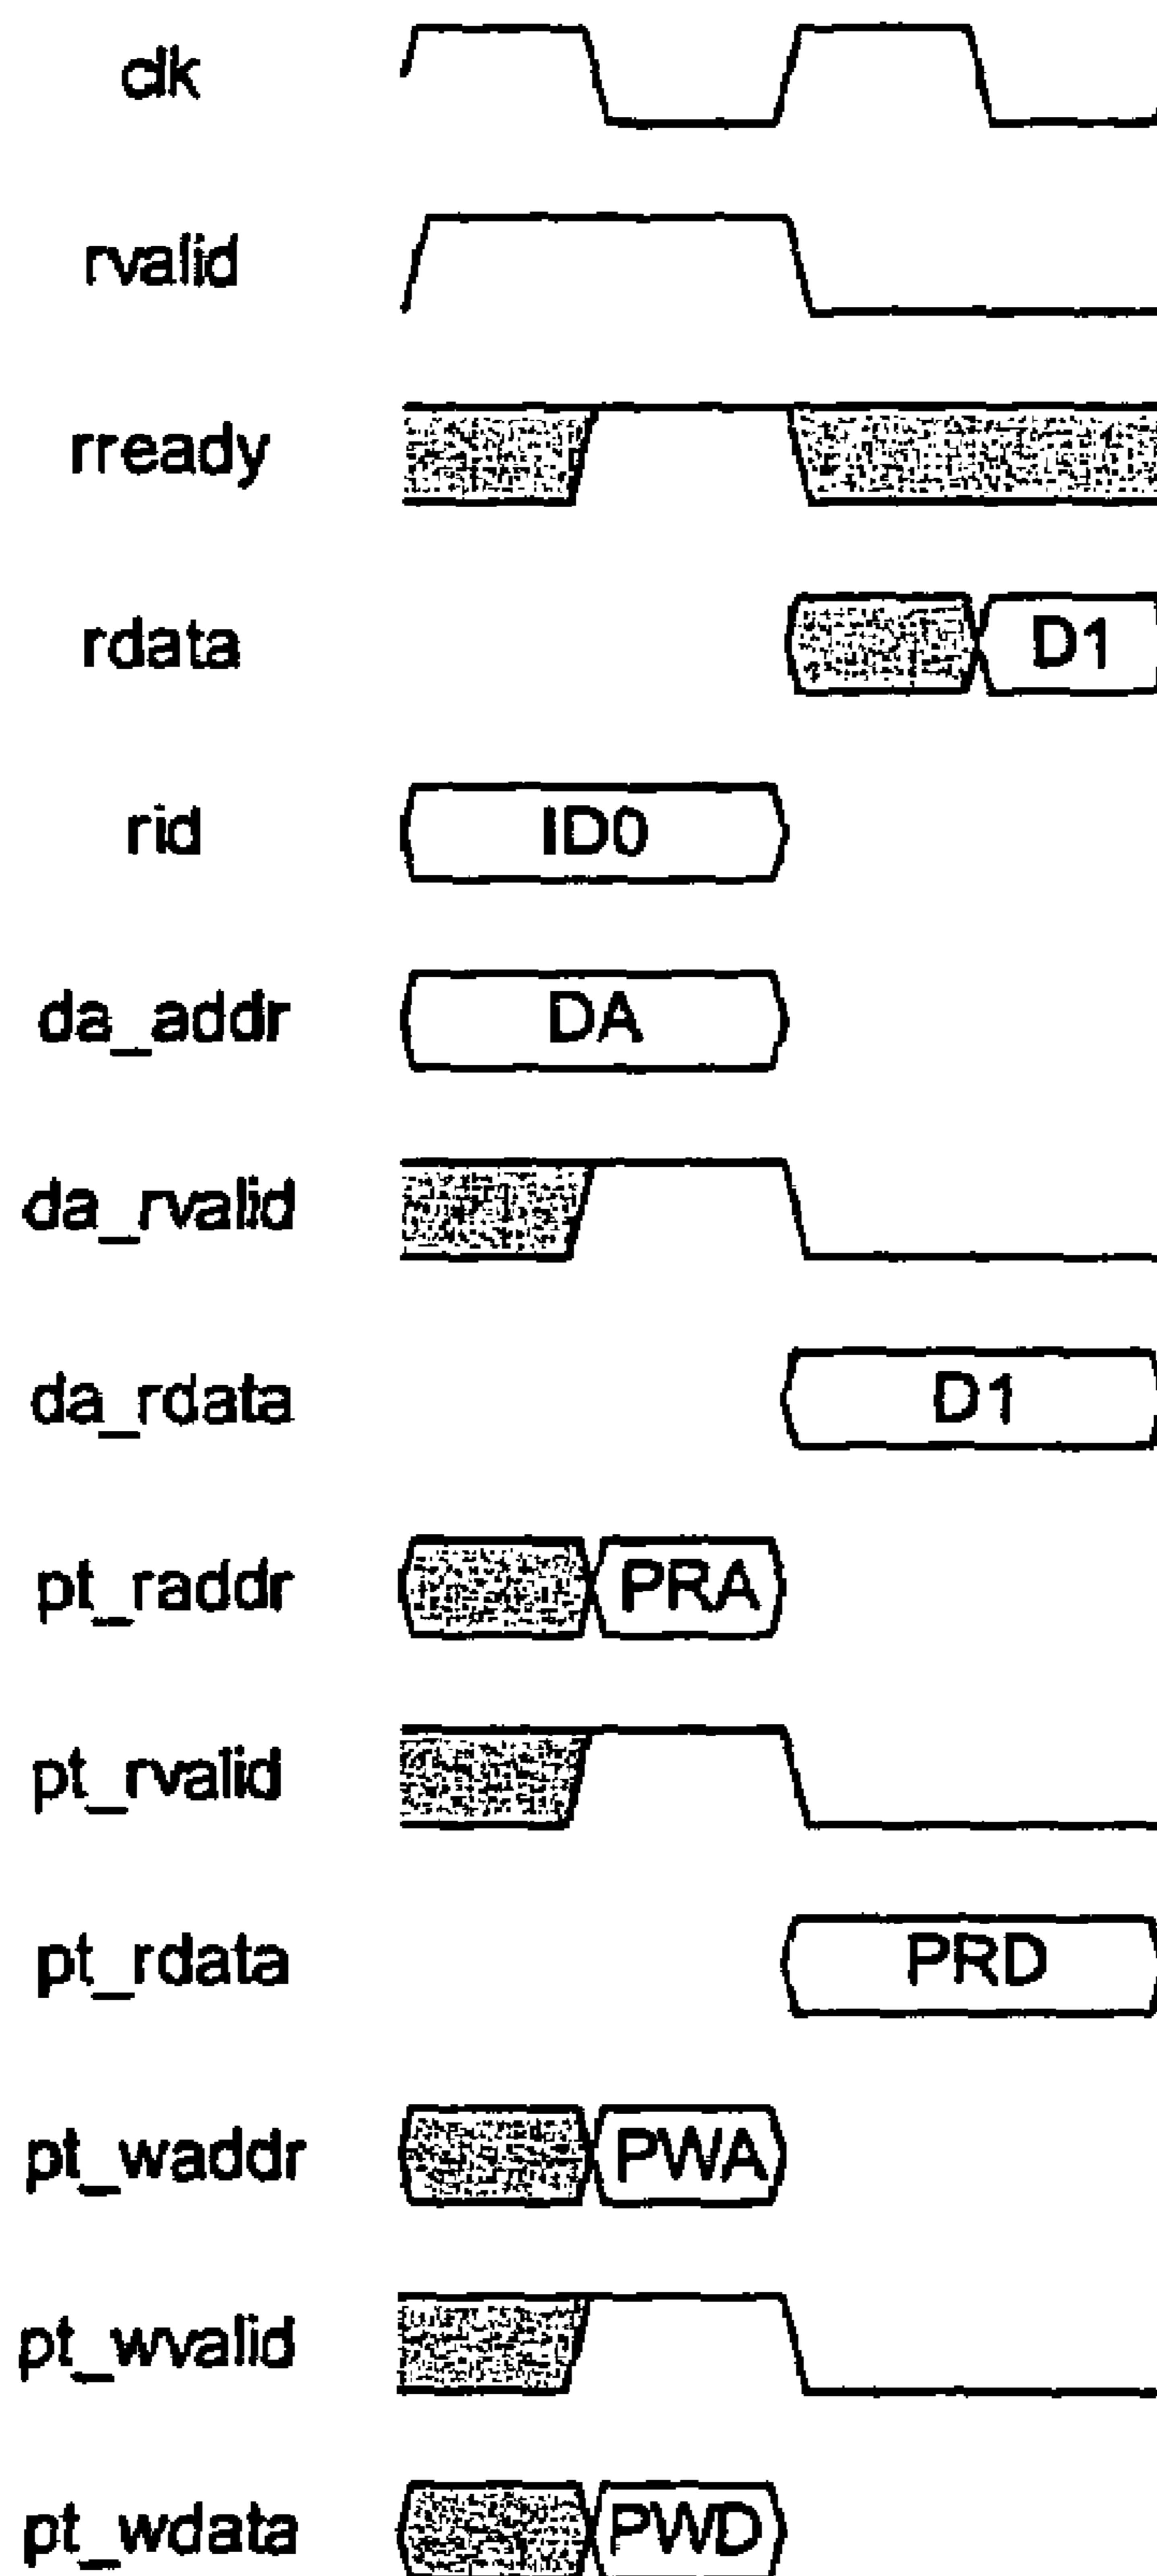 clk
rvalid
rready
rdata D1
rid ID0
da_addr DA
da_rvalid
da_rdata D1
pt_raddr PRA
pt_rvalid
pt_rdata PRD
pt_waddr PWA
pt_wvalid
pt_wdata PWD